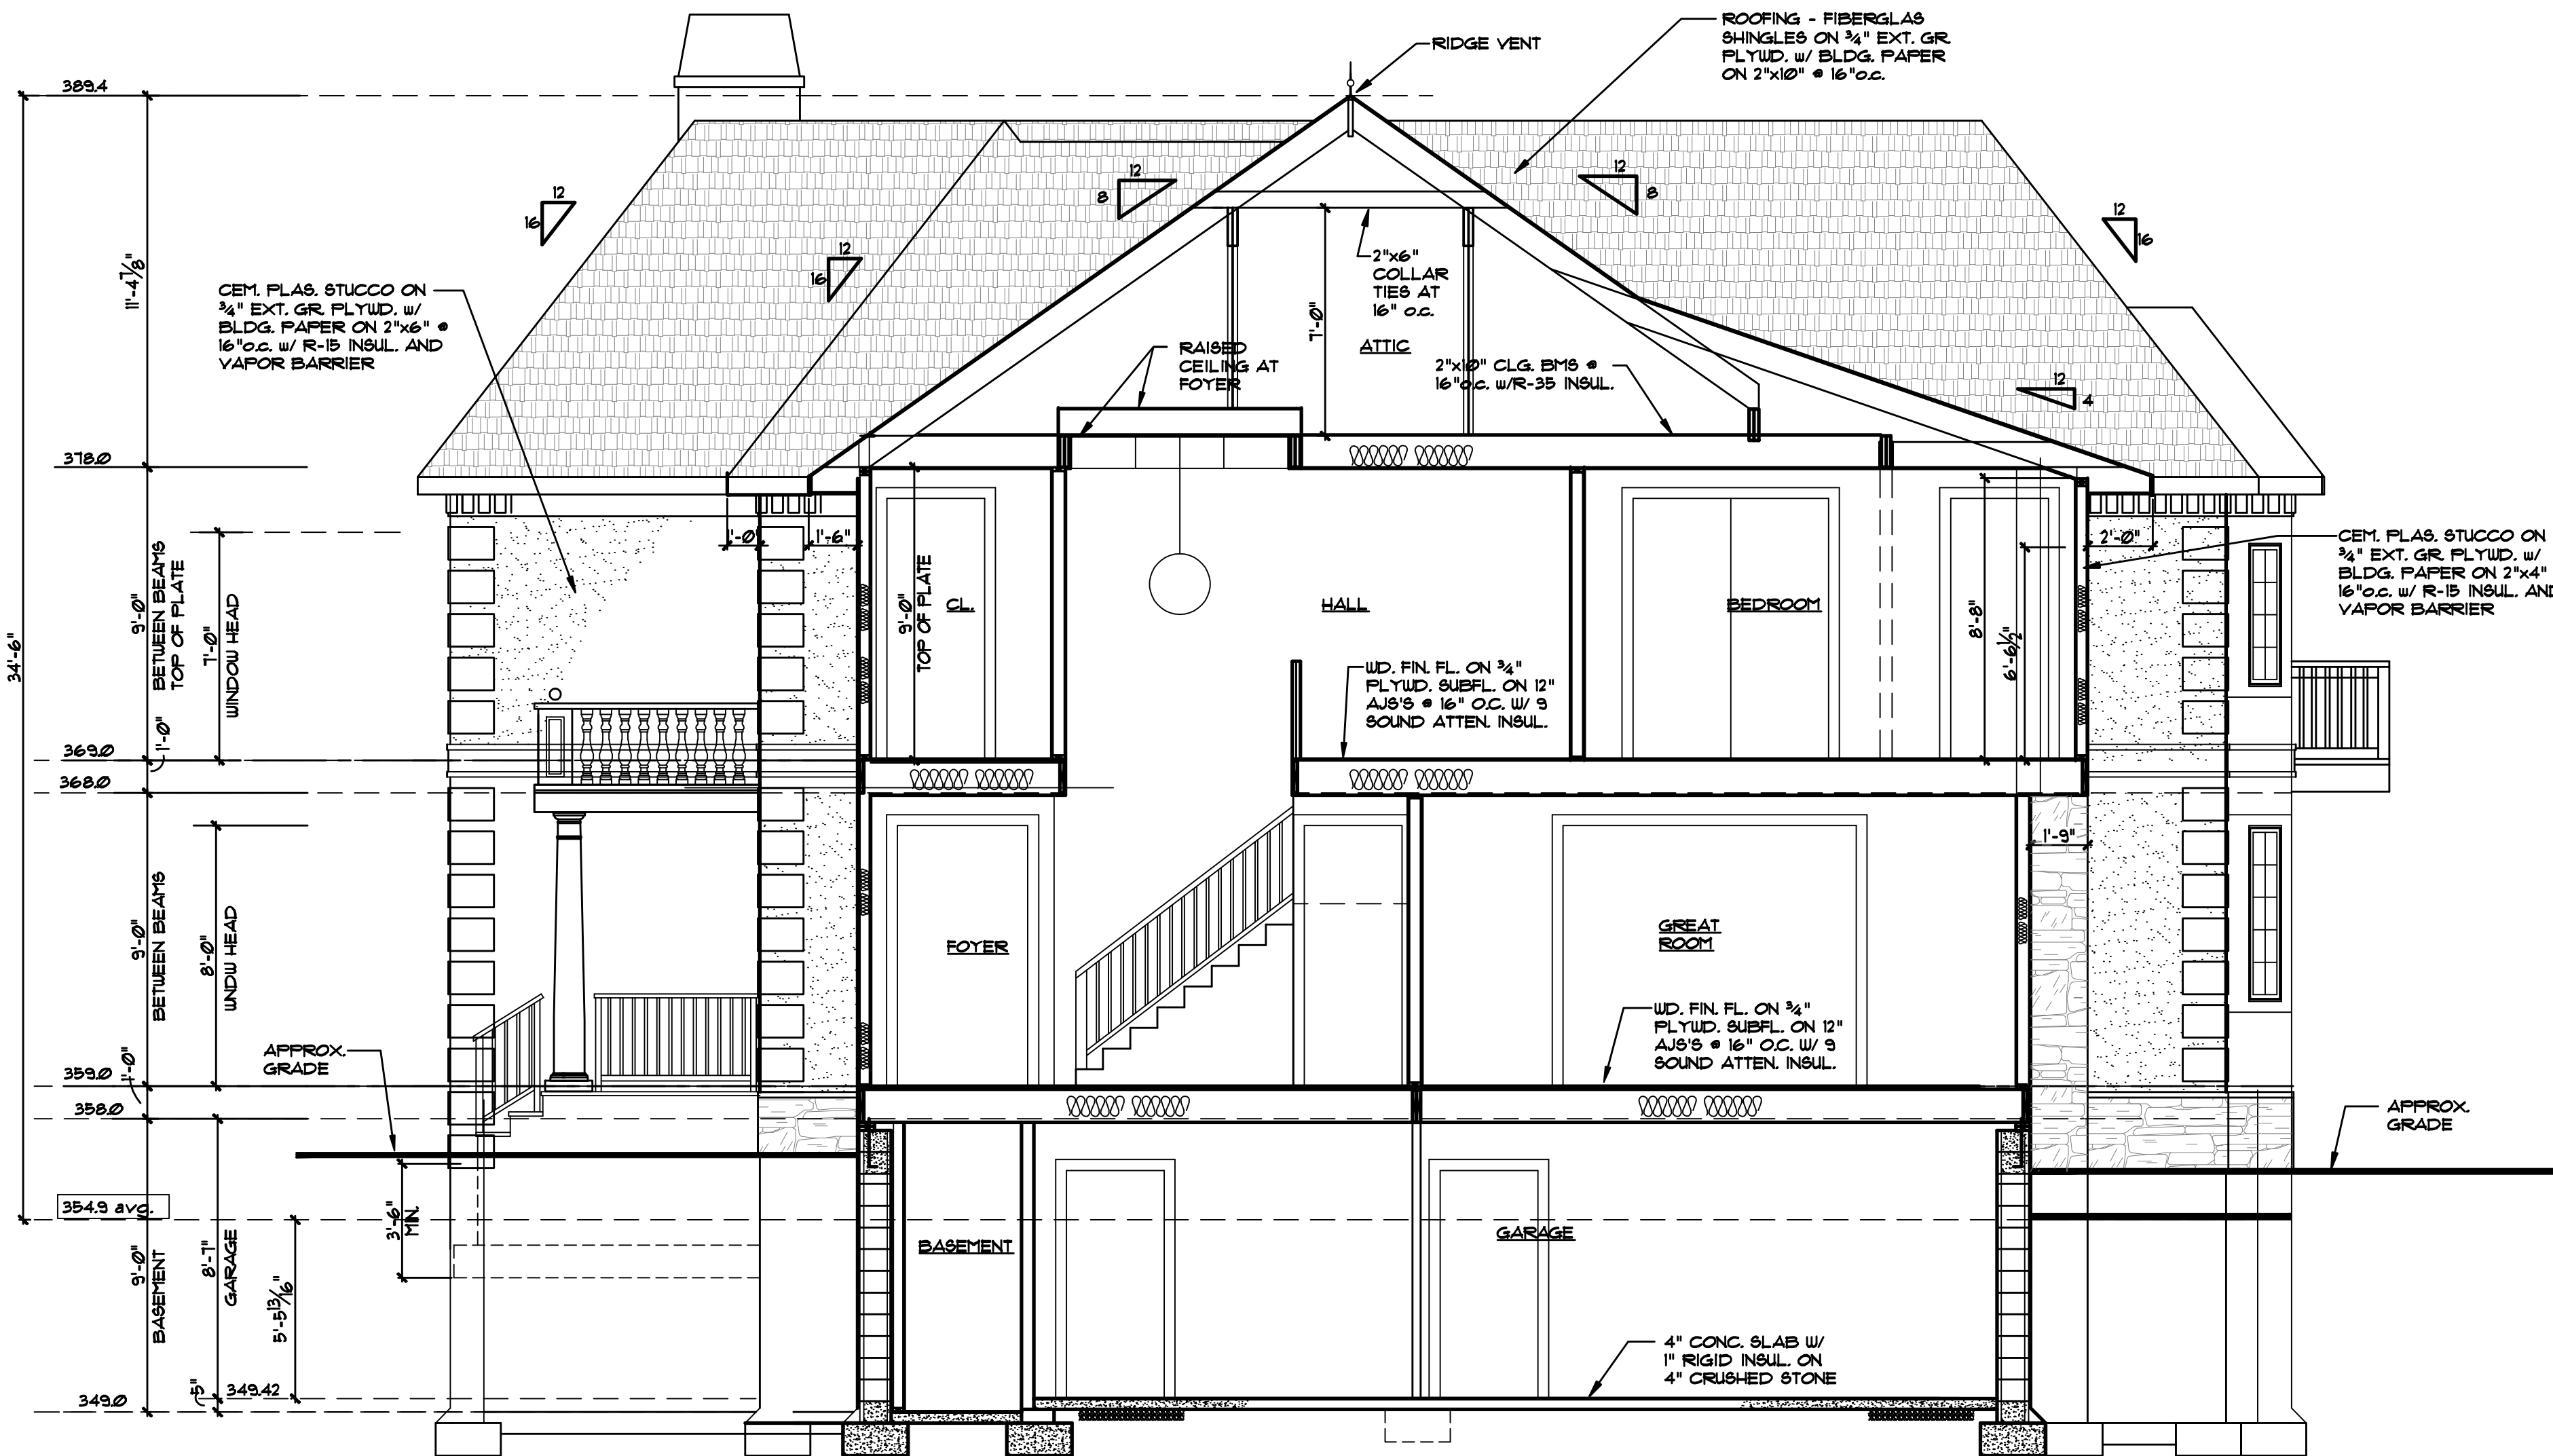 RIDGE VENT
ROOFING - FIBERGLAS
SHINGLES ON 3/4" EXT. GR.
PLYWD. w/ BLDG. PAPER
ON 2"x10" @ 16"o.c.
389.4
12
16
12
16
12
8
12
8
12
16
12
4
11'-4 7/8"
CEM. PLAS. STUCCO ON
3/4" EXT. GR. PLYWD. w/
BLDG. PAPER ON 2"x6" @
16"o.c. w/ R-15 INSUL. AND
VAPOR BARRIER
2"x6"
COLLAR
TIES AT
16" o.c.
7'-0"
ATTIC
RAISED
CEILING AT
FOYER
2"x10" CLG. BMS @
16"o.c. w/R-35 INSUL.
378.0
34'-6"
9'-0"
BETWEEN BEAMS
TOP OF PLATE
7'-0"
WINDOW HEAD
1'-0"
1'-6"
9'-0"
TOP OF PLATE
CL.
HALL
BEDROOM
8'-8"
6'-6 1/2"
2'-0"
CEM. PLAS. STUCCO ON
3/4" EXT. GR. PLYWD. w/
BLDG. PAPER ON 2"x4"
16"o.c. w/ R-15 INSUL. AND
VAPOR BARRIER
WD. FIN. FL. ON 3/4"
PLYWD. SUBFL. ON 12"
AJS'S @ 16" O.C. W/ 9
SOUND ATTEN. INSUL.
369.0
1'-0"
368.0
1'-9"
9'-0"
BETWEEN BEAMS
8'-0"
WNDW HEAD
FOYER
GREAT
ROOM
WD. FIN. FL. ON 3/4"
PLYWD. SUBFL. ON 12"
AJS'S @ 16" O.C. W/ 9
SOUND ATTEN. INSUL.
APPROX.
GRADE
359.0
1'-0"
358.0
APPROX.
GRADE
354.9 avg.
3'-6"
MIN.
9'-0"
BASEMENT
8'-7"
GARAGE
5'-5 13/16"
BASEMENT
GARAGE
4" CONC. SLAB W/
1" RIGID INSUL. ON
4" CRUSHED STONE
5"
349.42
349.0